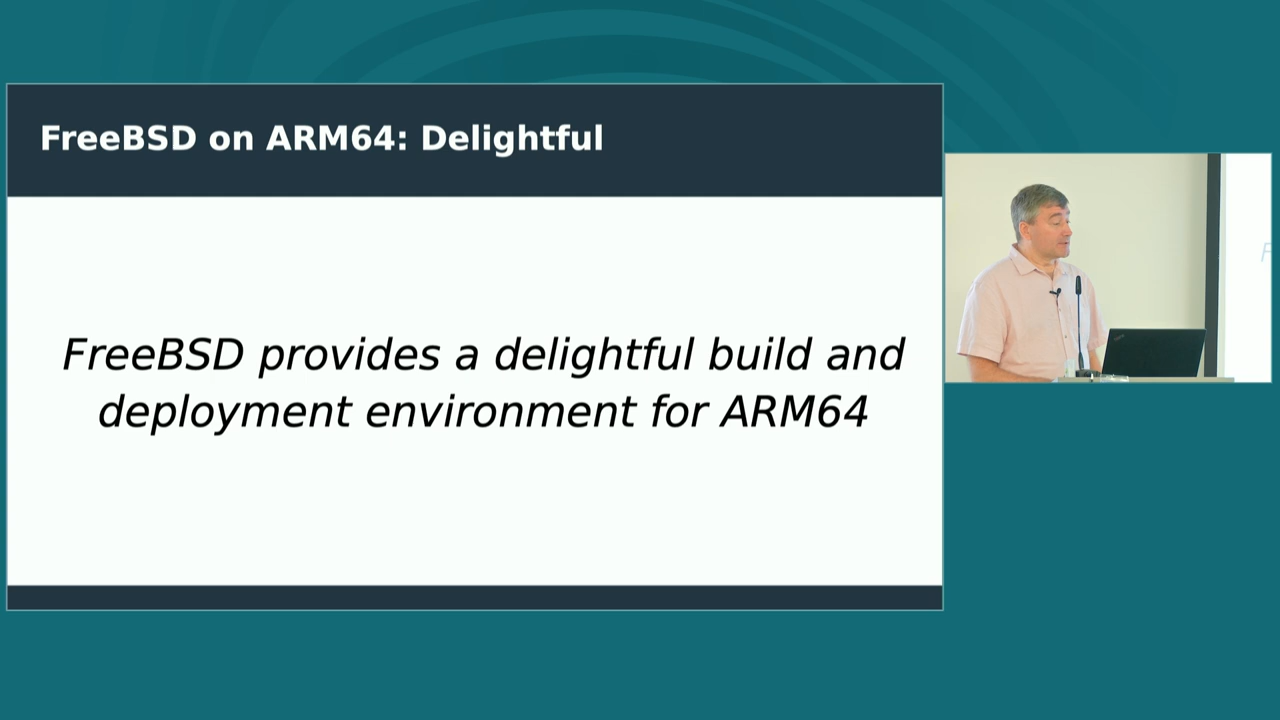 FreeBSD on ARM64: Delightful
FreeBSD provides a delightful build and
deployment environment for ARM64